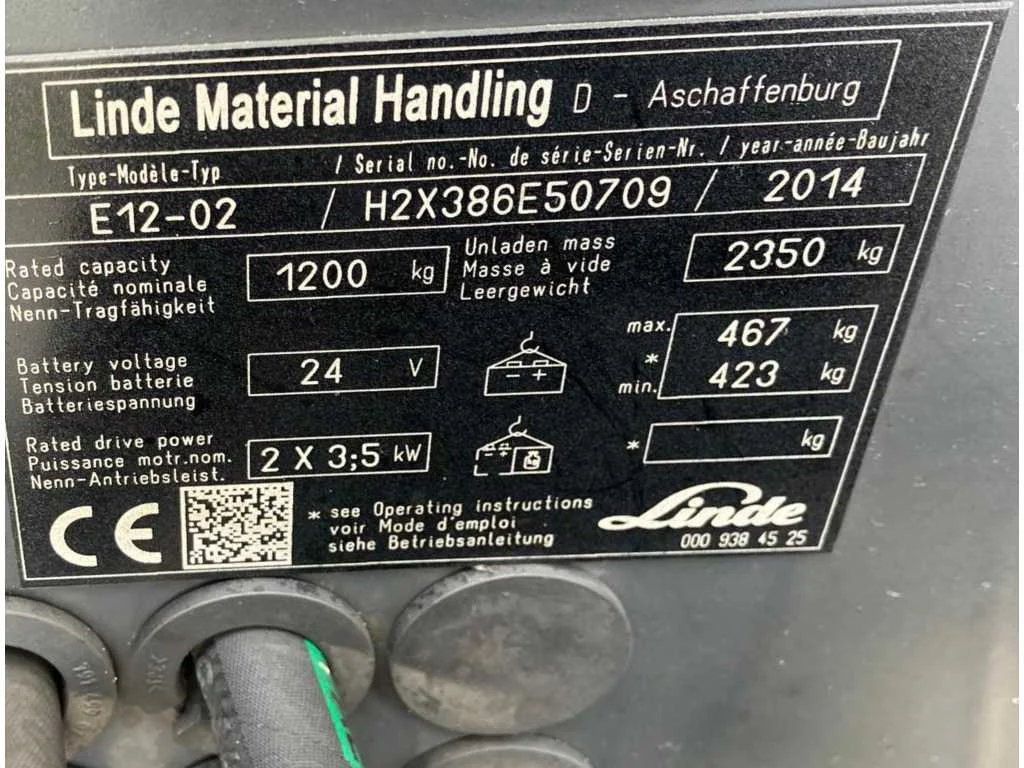 Linde Material Handling D - Aschaffenburg
Type-Modèle-Typ / Serial no.-No. de série-Serien-Nr. / year-année-Baujahr
E12-02 / H2X386E50709 / 2014
Rated capacity
Capacité nominale
Nenn-Tragfähigkeit
1200 kg
Unladen mass
Masse à vide
Leergewicht
2350 kg
Battery voltage
Tension batterie
Batteriespannung
24 V
- +
max. 467 kg
*
min. 423 kg
Rated drive power
Puissance motr.nom.
Nenn-Antriebsleist.
2 X 3;5 kW
- +
kg
* kg
CE
* see Operating instructions
voir Mode d'emploi
siehe Betriebsanleitung
Linde
000 938 45 25